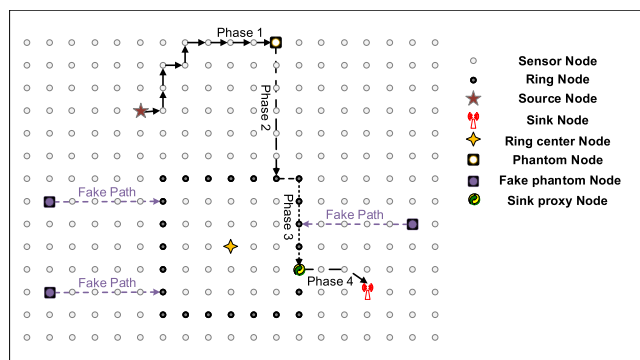 Phase 1
Phase 2
Fake Path
Phase 3
Fake Path
Fake Path
Phase 4
Sensor Node
Ring Node
Source Node
Sink Node
Ring center Node
Phantom Node
Fake phantom Node
Sink proxy Node